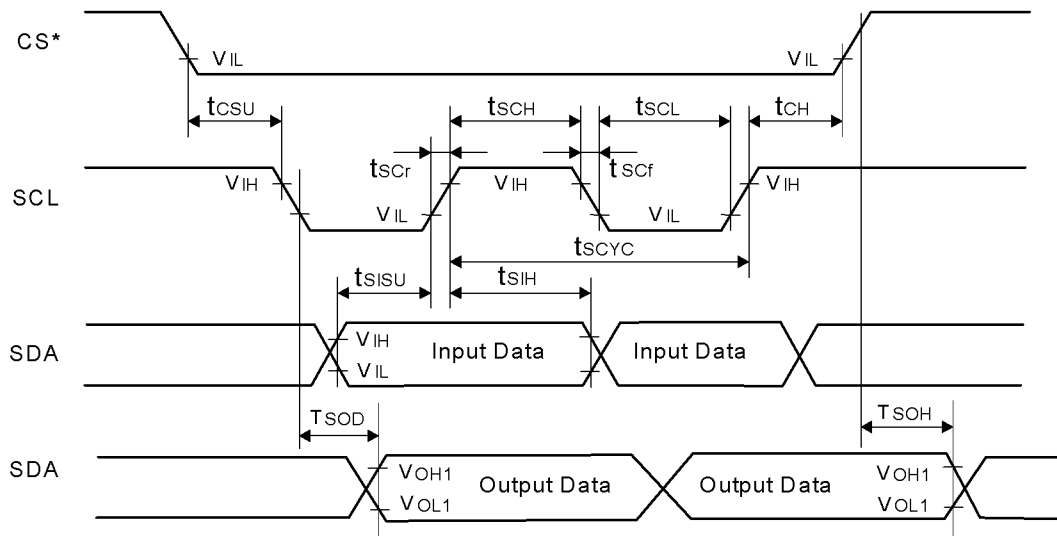 CS*
VIL
VIL
tCSU
tSCH
tSCL
tCH
tSCr
tSCf
SCL
VIH
VIL
VIH
VIL
VIH
tSCYC
tSISU
tSIH
SDA
VIH
VIL
Input Data
Input Data
TSOD
TSOH
SDA
VOH1
VOL1
Output Data
Output Data
VOH1
VOL1